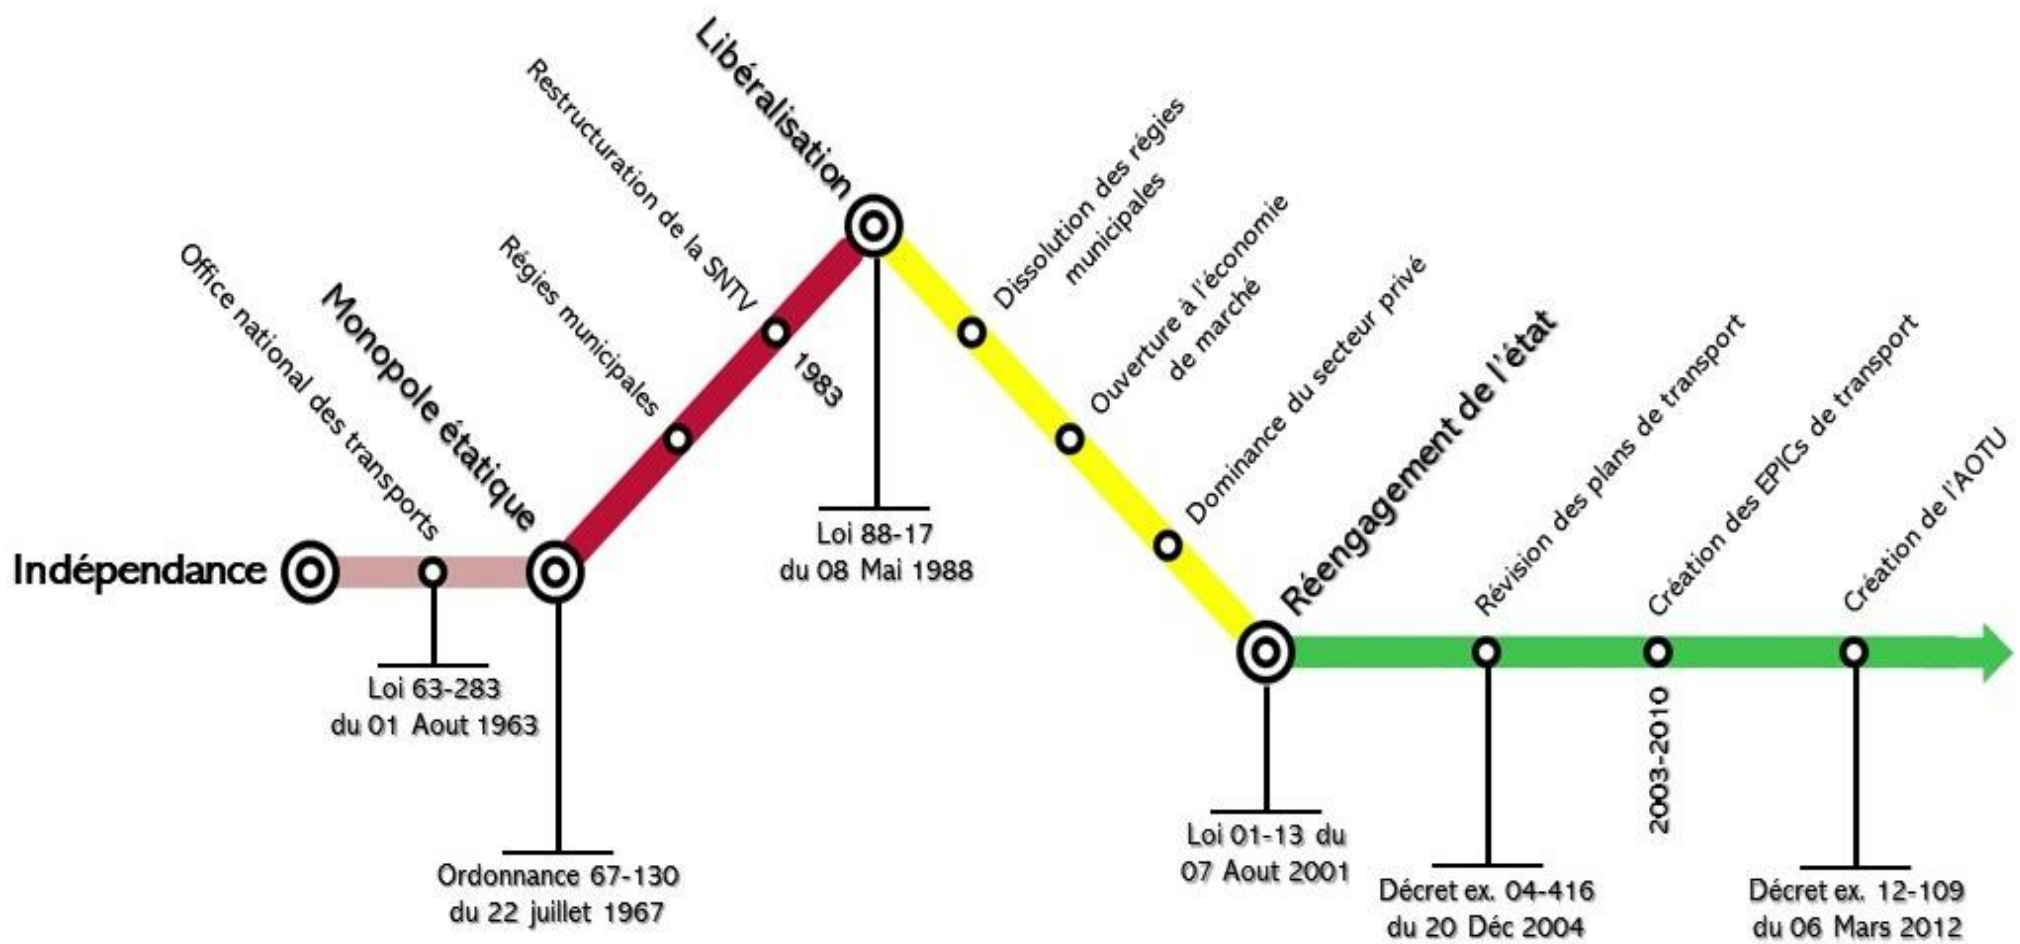 Indépendance
Office national des transports
Loi 63-283
du 01 Aout 1963
Monopole étatique
Ordonnance 67-130
du 22 juillet 1967
Régies municipales
Restructuration de la SNTV
1983
Libéralisation
Loi 88-17
du 08 Mai 1988
Dissolution des régies
municipales
Ouverture à l'économie
de marché
Dominance du secteur privé
Réengagement de l'état
Loi 01-13 du
07 Aout 2001
Révision des plans de transport
Décret ex. 04-416
du 20 Déc 2004
Création des EPICs de transport
2003-2010
Création de l'AOTU
Décret ex. 12-109
du 06 Mars 2012